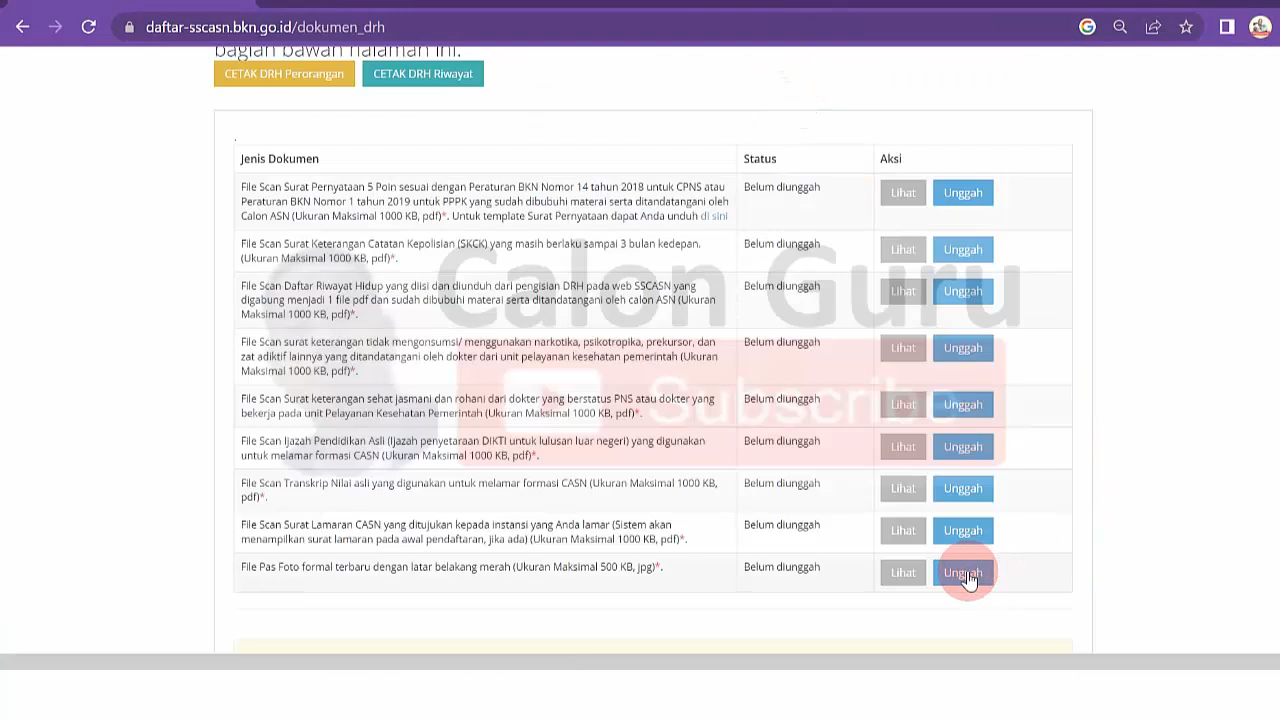 daftar-sscasn.bkn.go.id/dokumen_drh
bagian bawah halaman ini.
CETAK DRH Perorangan CETAK DRH Riwayat
Jenis Dokumen Status Aksi
File Scan Surat Pernyataan 5 Poin sesuai dengan Peraturan BKN Nomor 14 tahun 2018 untuk CPNS atau Belum diunggah Lihat Unggah
Peraturan BKN Nomor 1 tahun 2019 untuk PPPK yang sudah dibubuhi materai serta ditandatangani oleh
Calon ASN (Ukuran Maksimal 1000 KB, pdf)*. Untuk template Surat Pernyataan dapat Anda unduh di sini
File Scan Surat Keterangan Catatan Kepolisian (SKCK) yang masih berlaku sampai 3 bulan kedepan. Belum diunggah Lihat Unggah
(Ukuran Maksimal 1000 KB, pdf)*.
File Scan Daftar Riwayat Hidup yang diisi dan diunduh dari pengisian DRH pada web SSCASN yang Belum diunggah Lihat Unggah
digabung menjadi 1 file pdf dan sudah dibubuhi materai serta ditandatangani oleh calon ASN (Ukuran
Maksimal 1000 KB, pdf)*.
Calon Guru
File Scan surat keterangan tidak mengonsumsi/ menggunakan narkotika, psikotropika, prekursor, dan Belum diunggah Lihat Unggah
zat adiktif lainnya yang ditandatangani oleh dokter dari unit pelayanan kesehatan pemerintah (Ukuran
Maksimal 1000 KB, pdf)*.
File Scan Surat keterangan sehat jasmani dan rohani dari dokter yang berstatus PNS atau dokter yang Belum diunggah Lihat Unggah
bekerja pada unit Pelayanan Kesehatan Pemerintah (Ukuran Maksimal 1000 KB, pdf)*.
Subscribe
File Scan Ijazah Pendidikan Asli (Ijazah penyetaraan DIKTI untuk lulusan luar negeri) yang digunakan Belum diunggah Lihat Unggah
untuk melamar formasi CASN (Ukuran Maksimal 1000 KB, pdf)*.
File Scan Transkrip Nilai asli yang digunakan untuk melamar formasi CASN (Ukuran Maksimal 1000 KB, Belum diunggah Lihat Unggah
pdf)*.
File Scan Surat Lamaran CASN yang ditujukan kepada instansi yang Anda lamar (Sistem akan Belum diunggah Lihat Unggah
menampilkan surat lamaran pada awal pendaftaran, jika ada) (Ukuran Maksimal 1000 KB, pdf)*.
File Pas Foto formal terbaru dengan latar belakang merah (Ukuran Maksimal 500 KB, jpg)*. Belum diunggah Lihat Unggah